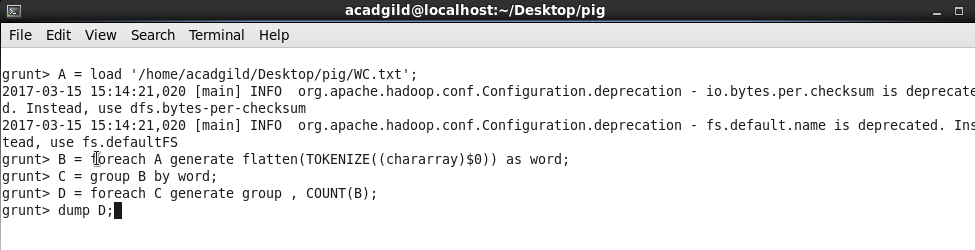 acadgild@localhost:~/Desktop/pig
File Edit View Search Terminal Help
grunt> A = load '/home/acadgild/Desktop/pig/WC.txt';
2017-03-15 15:14:21,020 [main] INFO  org.apache.hadoop.conf.Configuration.deprecation - io.bytes.per.checksum is deprecate
d. Instead, use dfs.bytes-per-checksum
2017-03-15 15:14:21,020 [main] INFO  org.apache.hadoop.conf.Configuration.deprecation - fs.default.name is deprecated. Ins
tead, use fs.defaultFS
grunt> B = foreach A generate flatten(TOKENIZE((chararray)$0)) as word;
grunt> C = group B by word;
grunt> D = foreach C generate group , COUNT(B);
grunt> dump D;